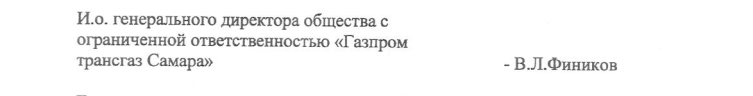 И.о. генерального директора общества с
ограниченной ответственностью «Газпром
трансгаз Самара» - В.Л.Фиников